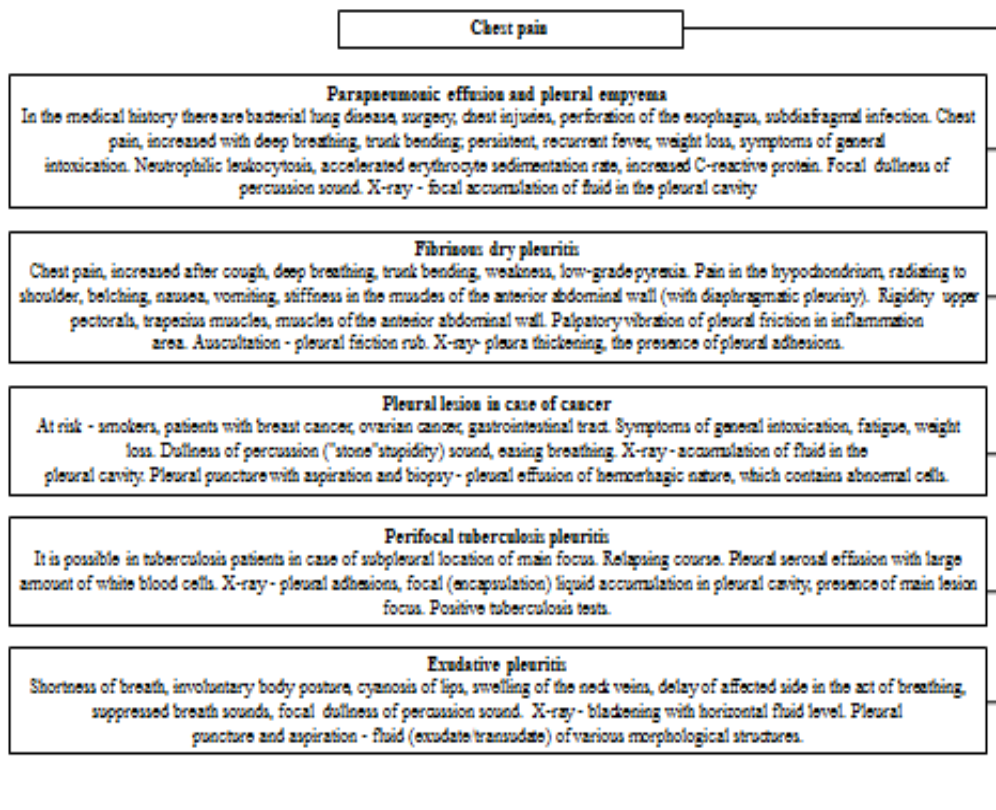 Chest pain
Parapneumonic effusion and pleural empyema
In the medical history there are bacterial lung disease, surgery, chest injuries, perforation of the esophagus, subdiafragmal infection. Chest
pain, increased with deep breathing, trunk bending; persistent, recurrent fever, weight loss, symptoms of general
intoxication. Neutrophilic leukocytosis, accelerated erythrocyte sedimentation rate, increased C-reactive protein. Focal dullness of
percussion sound. X-ray - focal accumulation of fluid in the pleural cavity
Fibrinous dry pleuritis
Chest pain, increased after cough, deep breathing, trunk bending, weakness, low-grade pyrexia. Pain in the hypochondrium, radiating to
shoulder, belching, nausea, vomiting, stiffness in the muscles of the anterior abdominal wall (with diaphragmatic pleurisy). Rigidity upper
pectorals, trapezius muscles, muscles of the anterior abdominal wall. Palpatory vibration of pleural friction in inflammation
area. Auscultation - pleural friction rub. X-ray- pleura thickening, the presence of pleural adhesions.
Pleural lesion in case of cancer
At risk - smokers, patients with breast cancer, ovarian cancer, gastrointestinal tract. Symptoms of general intoxication, fatigue, weight
loss. Dullness of percussion ("stone"stupidity) sound, easing breathing. X-ray - accumulation of fluid in the
pleural cavity. Pleural puncture with aspiration and biopsy - pleural effusion of hemorrhagic nature, which contains abnormal cells.
Perifocal tuberculosis pleuritis
It is possible in tuberculosis patients in case of subpleural location of main focus. Relapsing course. Pleural serosal effusion with large
amount of white blood cells. X-ray - pleural adhesions, focal (encapsulation) liquid accumulation in pleural cavity, presence of main lesion
focus. Positive tuberculosis tests.
Exudative pleuritis
Shortness of breath, involuntary body posture, cyanosis of lips, swelling of the neck veins, delay of affected side in the act of breathing,
suppressed breath sounds, focal dullness of percussion sound. X-ray - blackening with horizontal fluid level. Pleural
puncture and aspiration - fluid (exudate/transudate) of various morphological structures.